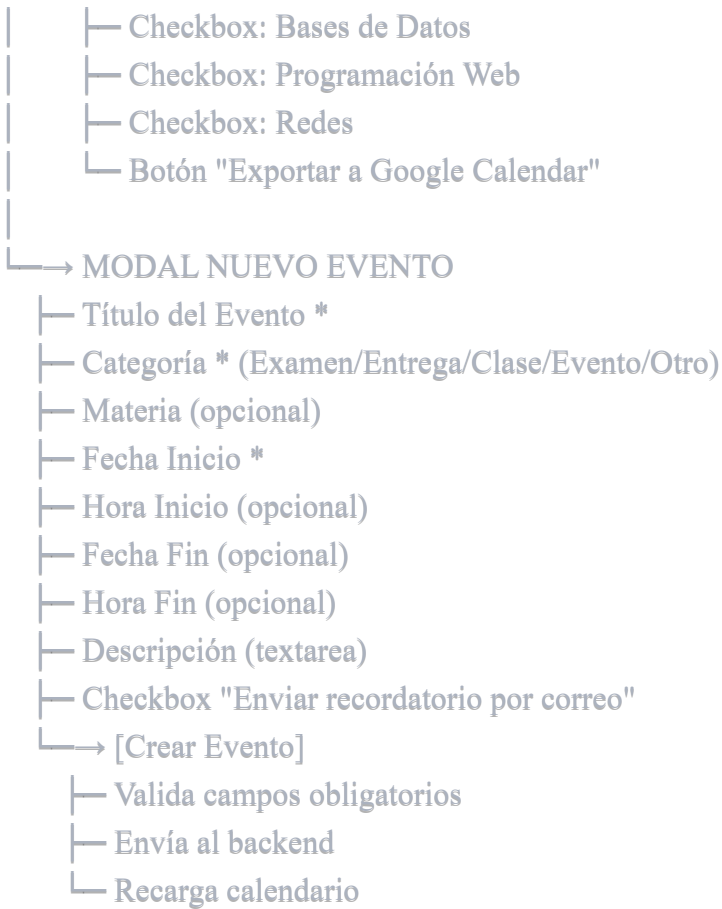 │ ├── Checkbox: Bases de Datos
│ ├── Checkbox: Programación Web
│ ├── Checkbox: Redes
│ └── Botón "Exportar a Google Calendar"
│
└──→ MODAL NUEVO EVENTO
├── Título del Evento *
├── Categoría * (Examen/Entrega/Clase/Evento/Otro)
├── Materia (opcional)
├── Fecha Inicio *
├── Hora Inicio (opcional)
├── Fecha Fin (opcional)
├── Hora Fin (opcional)
├── Descripción (textarea)
├── Checkbox "Enviar recordatorio por correo"
└──→ [Crear Evento]
├── Valida campos obligatorios
├── Envía al backend
└── Recarga calendario